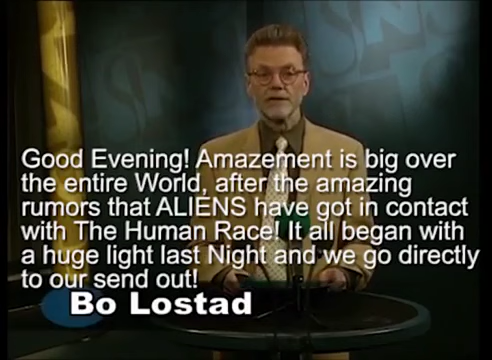 Good Evening! Amazement is big over
the entire World, after the amazing
rumors that ALIENS have got in contact
with The Human Race! It all began with
a huge light last Night and we go directly
to our send out!
Bo Lostad